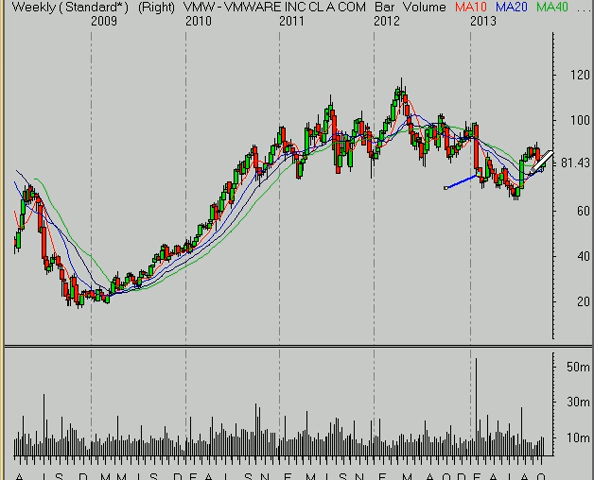 Weekly (Standard*) (Right) VMW - VMWARE INC CL A COM Bar Volume MA10 MA20 MA40 ...
2009 2010 2011 2012 2013
120
100
81.43
60
40
20
50m
30m
10m